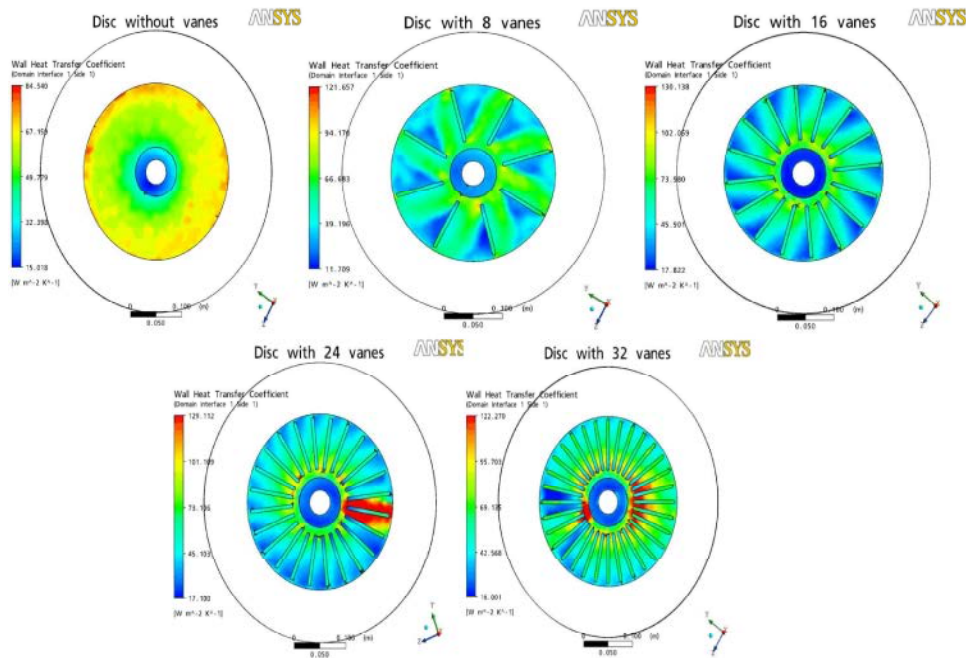 Disc without vanes
ANSYS
Wall Heat Transfer Coefficient
(Domain Interface 1 Side 1)
84.540
67.159
49.779
32.398
15.018
[W m^-2 K^-1]
0 0.100 (m)
0.050
Y
Z
Disc with 8 vanes
ANSYS
Wall Heat Transfer Coefficient
(Domain Interface 1 Side 1)
121.657
94.170
66.683
39.196
11.709
[W m^-2 K^-1]
0 0.100 (m)
0.050
Y
Z
Disc with 16 vanes
ANSYS
Wall Heat Transfer Coefficient
(Domain Interface 1 Side 1)
130.138
102.059
73.980
45.901
17.822
[W m^-2 K^-1]
0 0.100 (m)
0.050
Y
Z
Disc with 24 vanes
ANSYS
Wall Heat Transfer Coefficient
(Domain Interface 1 Side 1)
129.112
101.109
73.106
45.103
17.100
[W m^-2 K^-1]
0 0.100 (m)
0.050
Y
Z
Disc with 32 vanes
ANSYS
Wall Heat Transfer Coefficient
(Domain Interface 1 Side 1)
122.270
95.703
69.135
42.568
16.001
[W m^-2 K^-1]
0 0.100 (m)
0.050
Y
Z